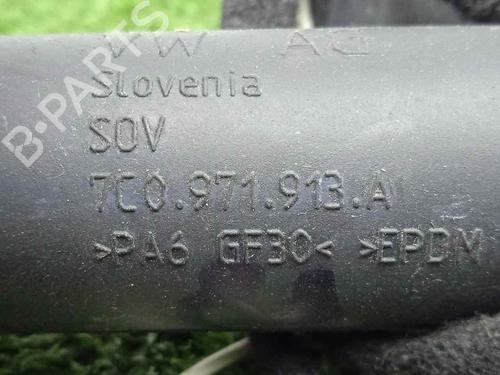 VW AG
Slovenia
SOV
7C0.971.913.A
>PA6 GF30< >EPDM
B-PARTS